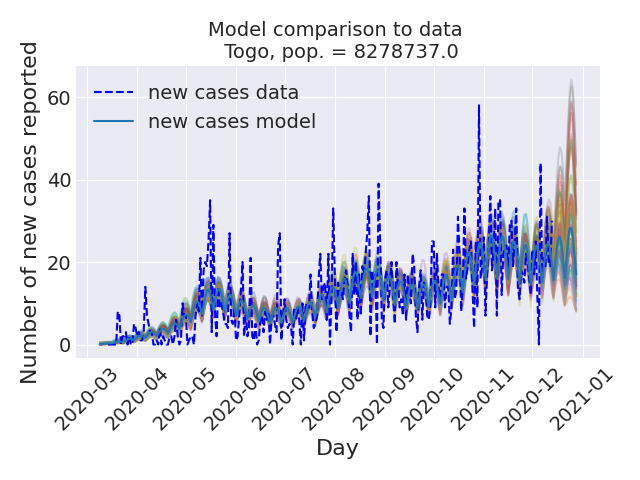 Model comparison to data
Togo, pop. = 8278737.0
Number of new cases reported
60
40
20
0
new cases data
new cases model
2020-03
2020-04
2020-05
2020-06
2020-07
2020-08
2020-09
2020-10
2020-11
2020-12
2021-01
Day